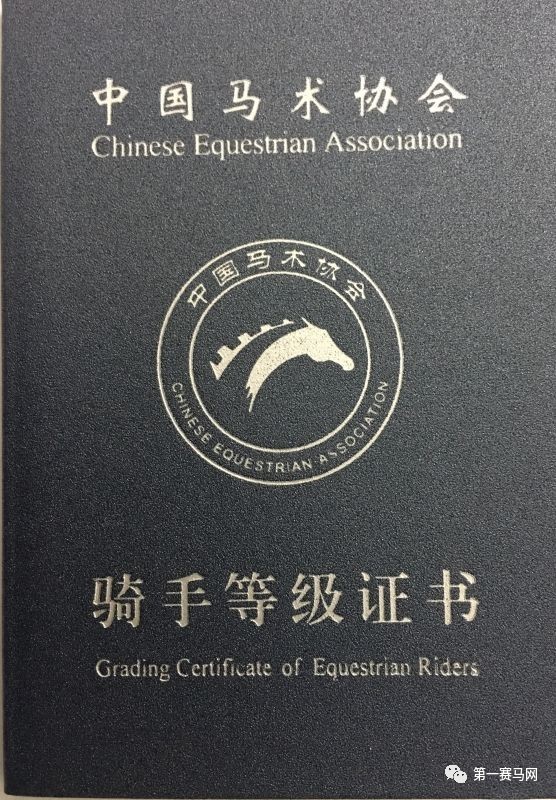 中国马术协会
Chinese Equestrian Association
中国马术协会
CHINESE EQUESTRIAN ASSOCIATION
骑手等级证书
Grading Certificate of Equestrian Riders
第一赛马网